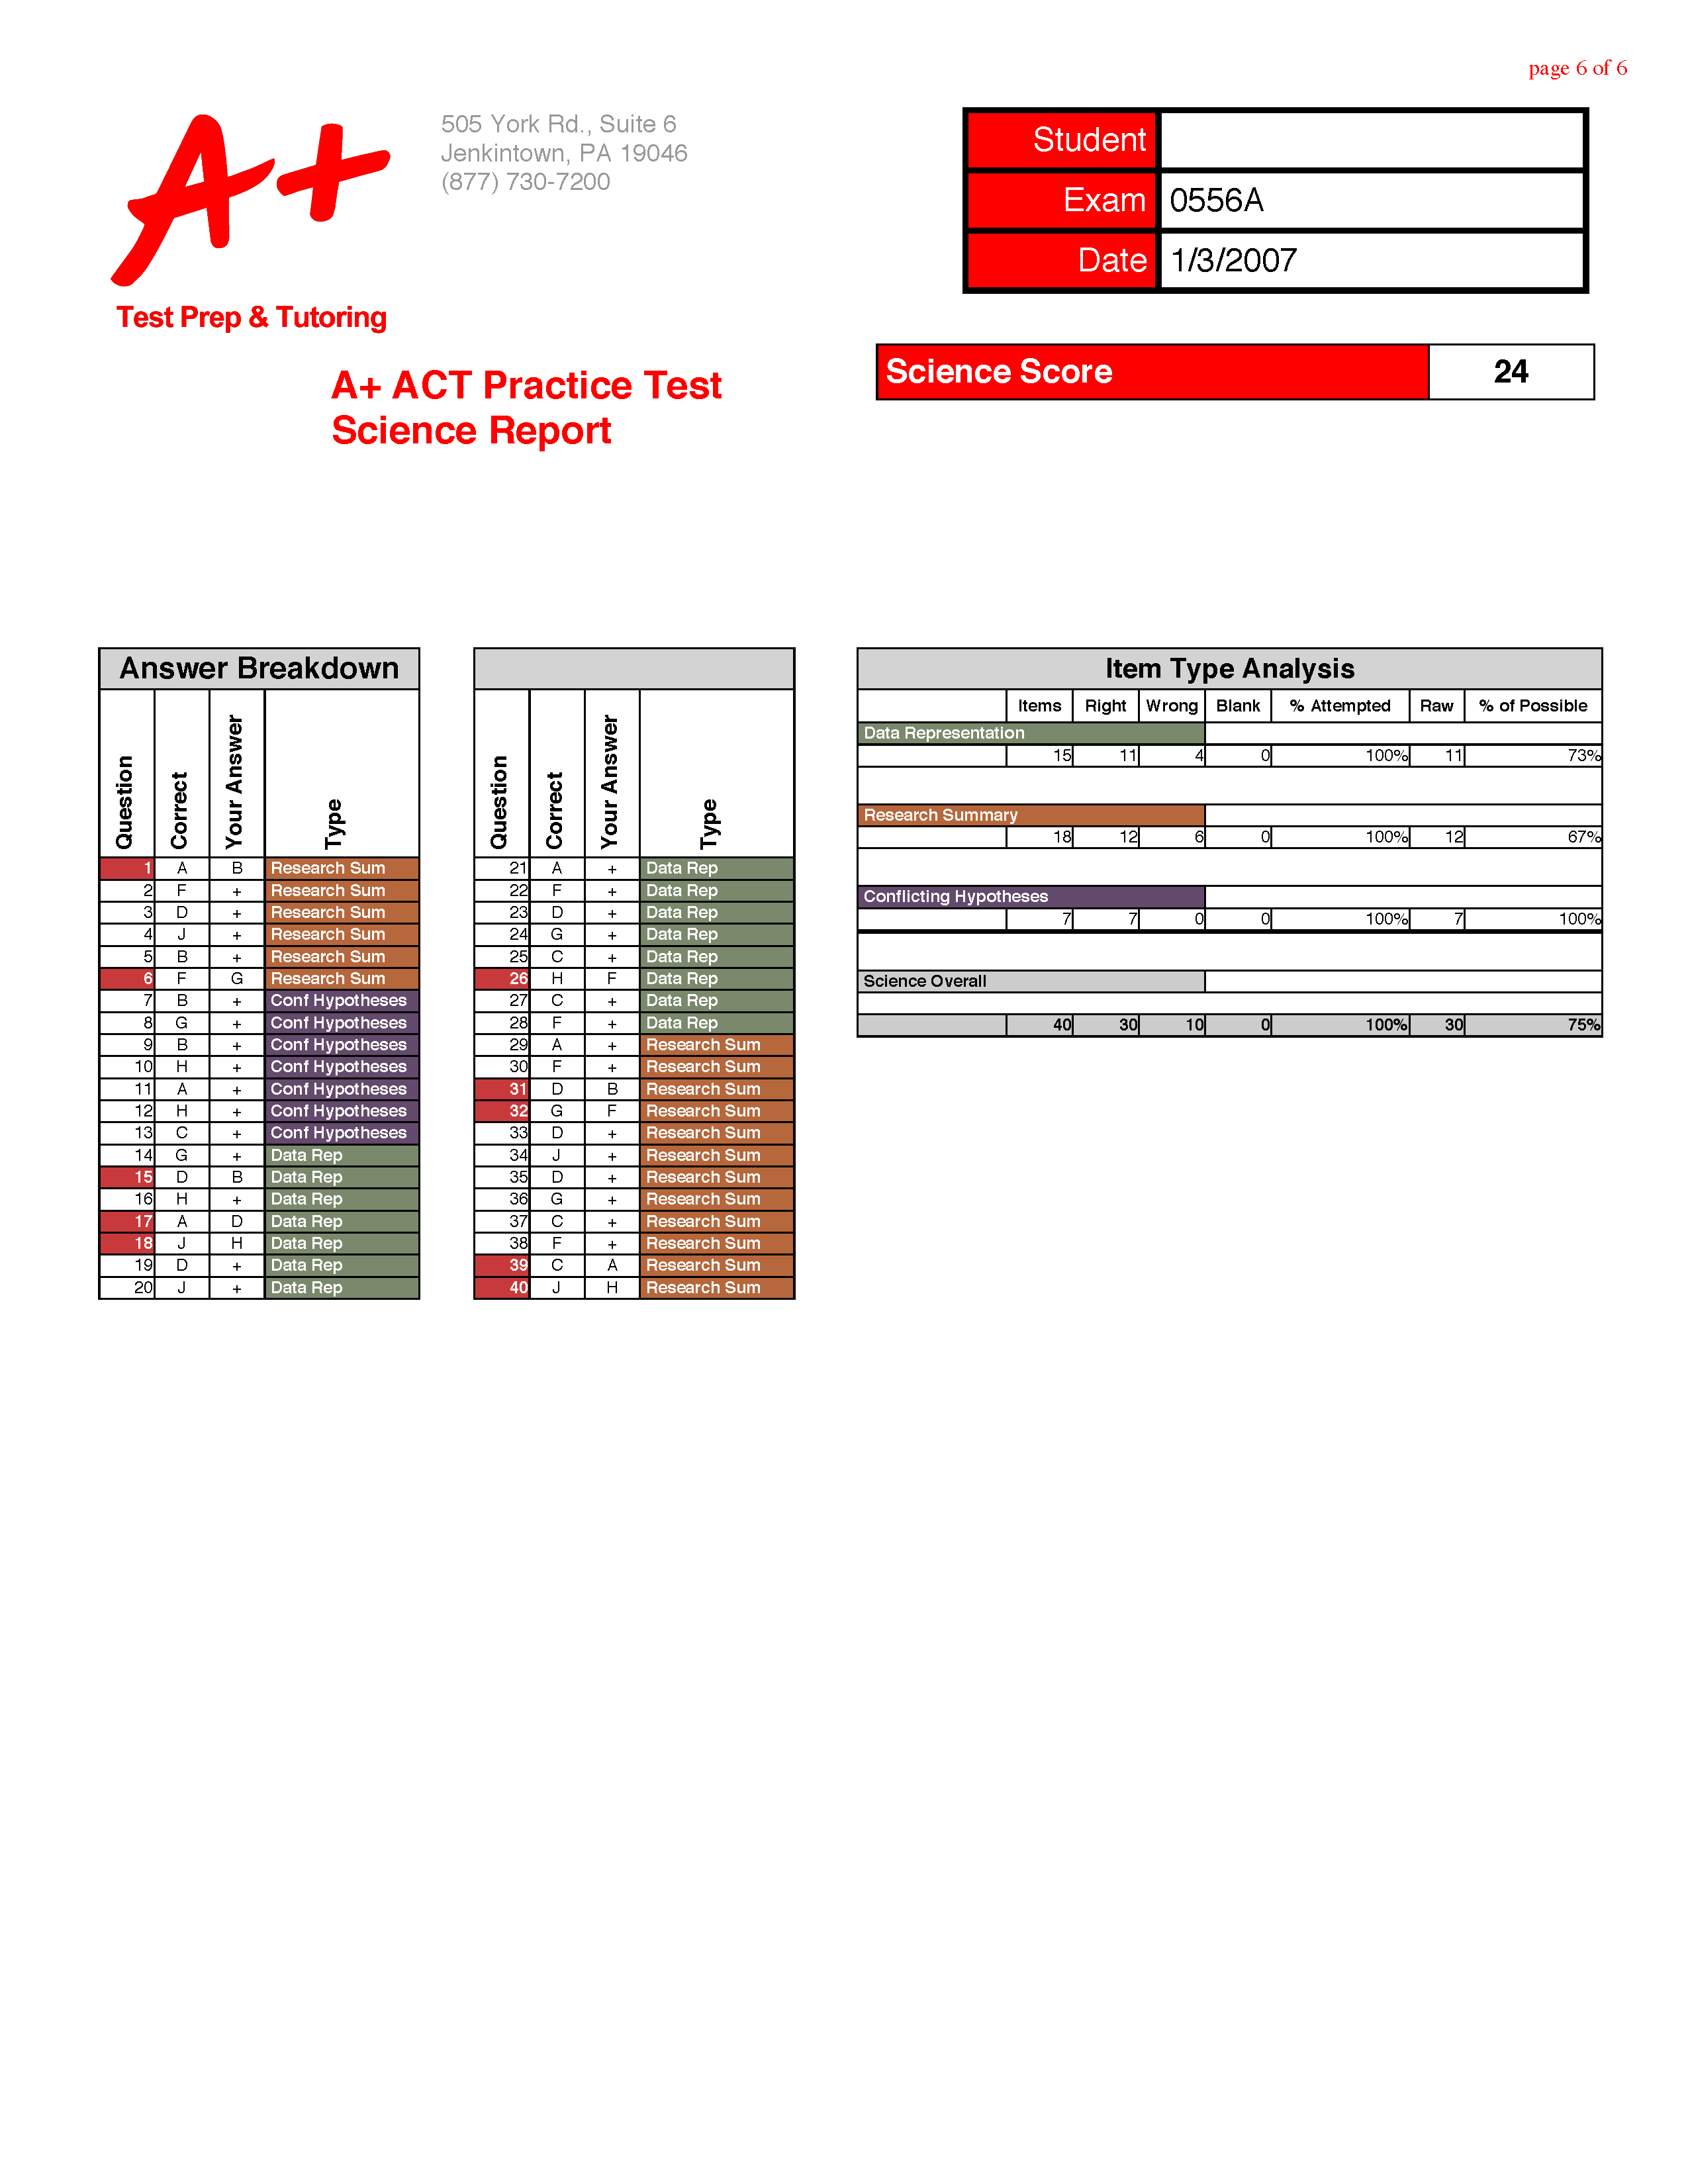 page 6 of 6
A+
Test Prep & Tutoring
505 York Rd., Suite 6
Jenkintown, PA 19046
(877) 730-7200
Student
Exam 0556A
Date 1/3/2007
Science Score 24
A+ ACT Practice Test
Science Report
Answer Breakdown
Question Correct Your Answer Type
1 A B Research Sum
2 F + Research Sum
3 D + Research Sum
4 J + Research Sum
5 B + Research Sum
6 F G Research Sum
7 B + Conf Hypotheses
8 G + Conf Hypotheses
9 B + Conf Hypotheses
10 H + Conf Hypotheses
11 A + Conf Hypotheses
12 H + Conf Hypotheses
13 C + Conf Hypotheses
14 G + Data Rep
15 D B Data Rep
16 H + Data Rep
17 A D Data Rep
18 J H Data Rep
19 D + Data Rep
20 J + Data Rep
Question Correct Your Answer Type
21 A + Data Rep
22 F + Data Rep
23 D + Data Rep
24 G + Data Rep
25 C + Data Rep
26 H F Data Rep
27 C + Data Rep
28 F + Data Rep
29 A + Research Sum
30 F + Research Sum
31 D B Research Sum
32 G F Research Sum
33 D + Research Sum
34 J + Research Sum
35 D + Research Sum
36 G + Research Sum
37 C + Research Sum
38 F + Research Sum
39 C A Research Sum
40 J H Research Sum
Item Type Analysis
Items Right Wrong Blank % Attempted Raw % of Possible
Data Representation
15 11 4 0 100% 11 73%
Research Summary
18 12 6 0 100% 12 67%
Conflicting Hypotheses
7 7 0 0 100% 7 100%
Science Overall
40 30 10 0 100% 30 75%